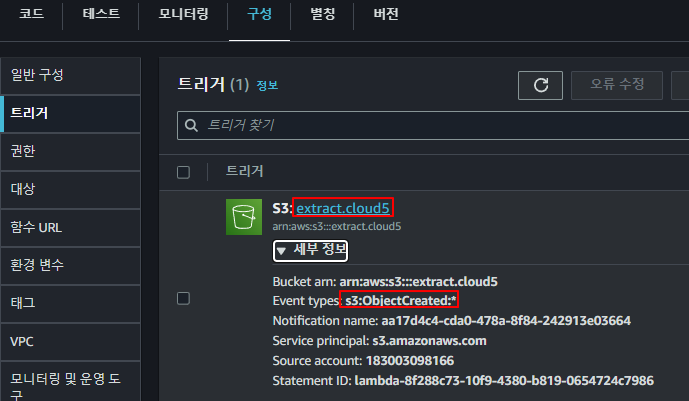 코드 테스트 모니터링 구성 별칭 버전
일반 구성
트리거
권한
대상
함수 URL
환경 변수
태그
VPC
모니터링 및 운영 도
구
트리거 (1) 정보
오류 수정
트리거 찾기
트리거
S3: extract.cloud5
arn:aws:s3:::extract.cloud5
▼ 세부 정보
Bucket arn: arn:aws:s3:::extract.cloud5
Event types: s3:ObjectCreated:*
Notification name: aa17d4c4-cda0-478a-8f84-242913e03664
Service principal: s3.amazonaws.com
Source account: 183003098166
Statement ID: lambda-8f288c73-10f9-4380-b819-0654724c7986